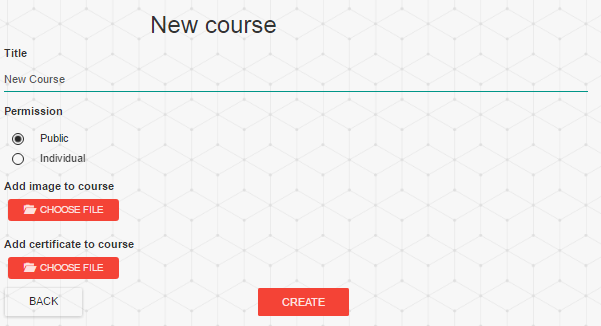 New course
Title
New Course
Permission
Public
Individual
Add image to course
CHOOSE FILE
Add certificate to course
CHOOSE FILE
BACK CREATE